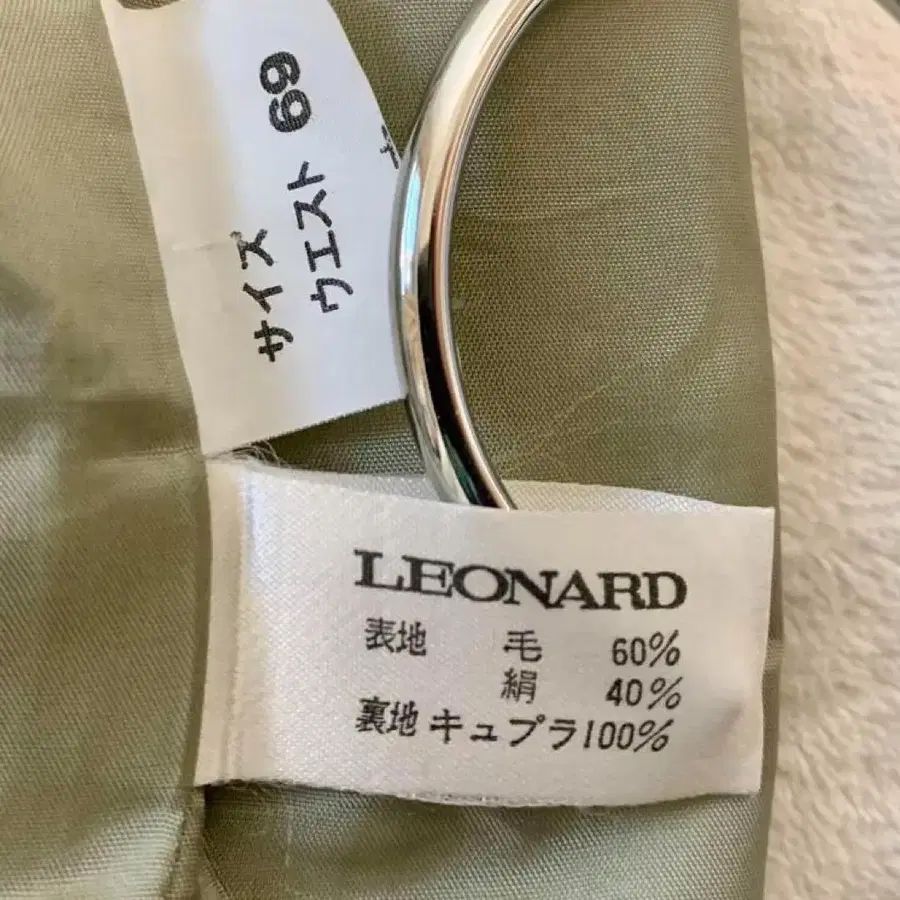 サイズ
ウエスト 69
LEONARD
表地 毛 60%
絹 40%
裏地 キュプラ100%